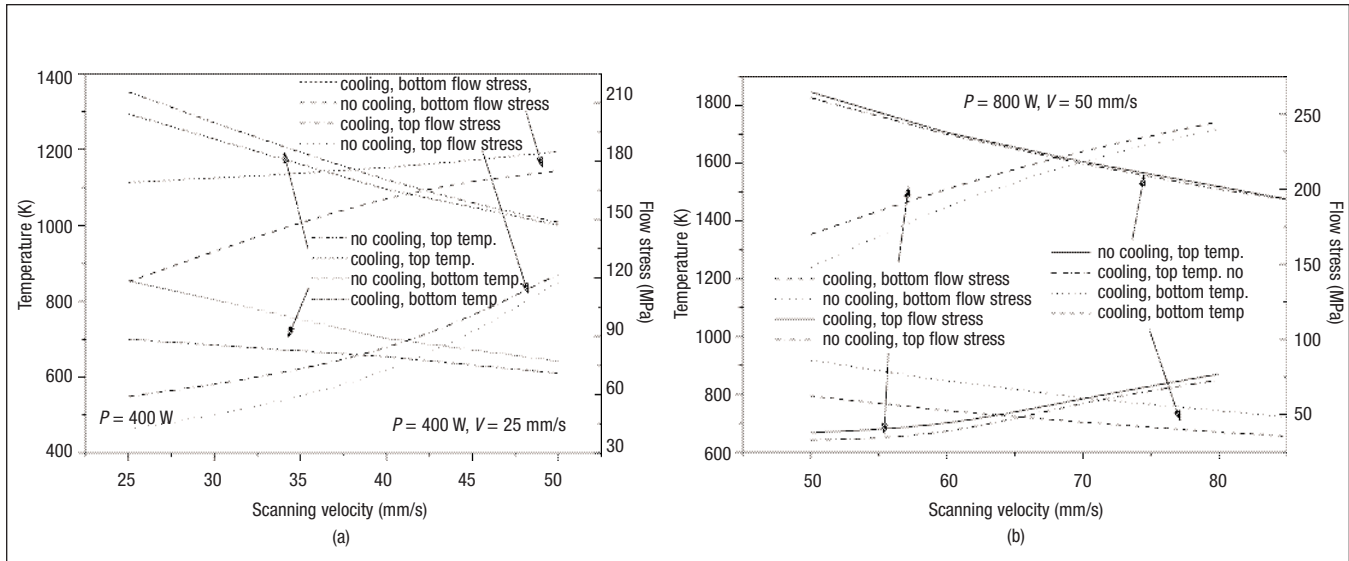 1400
1200
1000
800
600
400
Temperature (K)
210
180
150
120
90
60
30
Flow stress (MPa)
cooling, bottom flow stress,
no cooling, bottom flow stress
cooling, top flow stress
no cooling, top flow stress
no cooling, top temp.
cooling, top temp.
no cooling, bottom temp
cooling, bottom temp
P = 400 W
P = 400 W, V = 25 mm/s
25 30 35 40 45 50
Scanning velocity (mm/s)
(a)
1800
1600
1400
1200
1000
800
600
Temperature (K)
250
200
150
100
50
Flow stress (MPa)
P = 800 W, V = 50 mm/s
cooling, bottom flow stress
no cooling, bottom flow stress
cooling, top flow stress
no cooling, top flow stress
no cooling, top temp.
cooling, top temp. no
cooling, bottom temp.
cooling, bottom temp
50 60 70 80
Scanning velocity (mm/s)
(b)